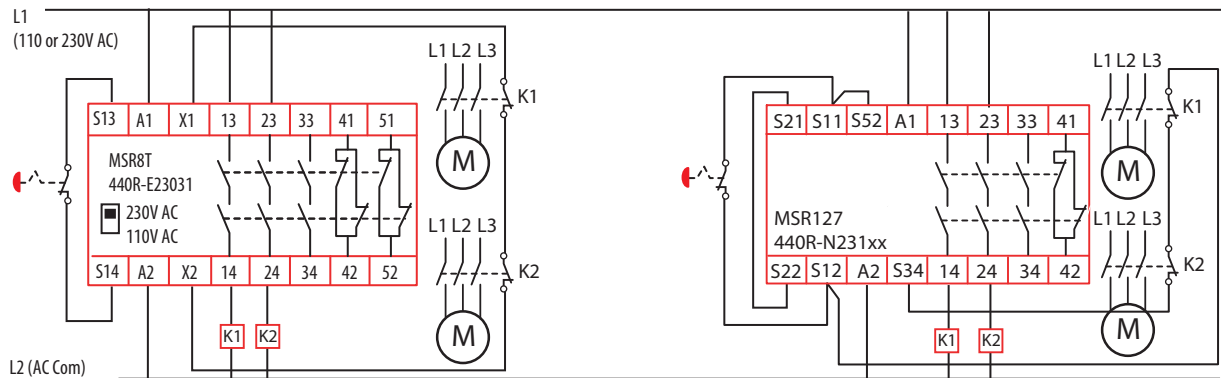 L1
(110 or 230V AC)
L1 L2 L3
K1
S13 A1 X1 13 23 33 41 51
MSR8T
440R-E23031
230V AC
110V AC
M
L1 L2 L3
K2
S14 A2 X2 14 24 34 42 52
K1 K2
M
L2 (AC Com)
L1 L2 L3
K1
S21 S11 S52 A1 13 23 33 41
M
MSR127
440R-N231xx
L1 L2 L3
K2
S22 S12 A2 S34 14 24 34 42
K1 K2
M